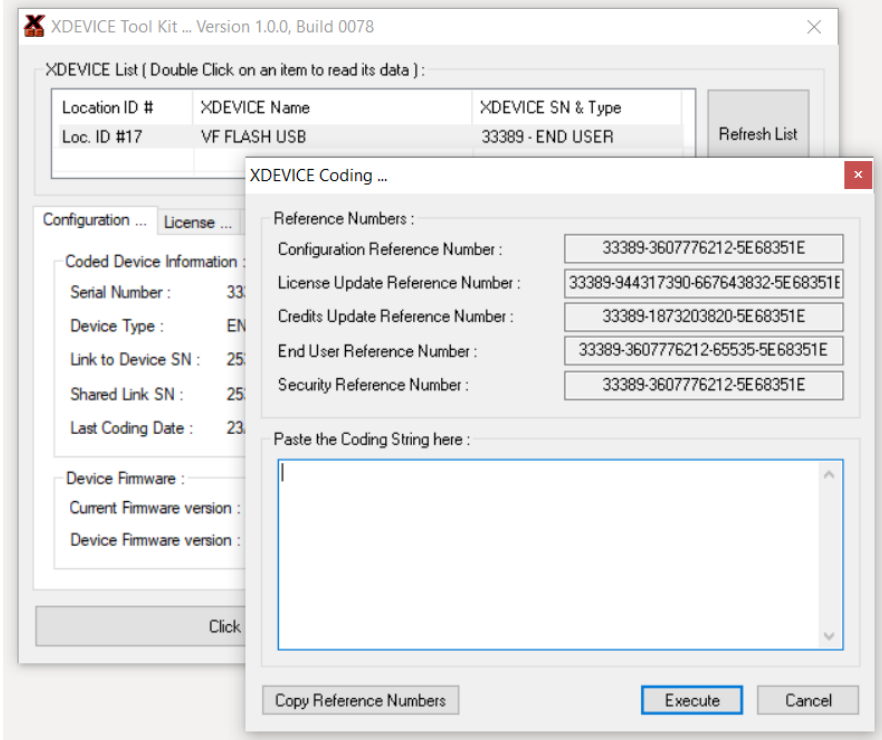 XDEVICE Tool Kit ... Version 1.0.0, Build 0078
XDEVICE List ( Double Click on an item to read its data ) :
Location ID # XDEVICE Name XDEVICE SN & Type
Loc. ID #17 VF FLASH USB 33389 - END USER
Refresh List
Configuration ... License ...
Coded Device Information :
Serial Number : 33
Device Type : EN
Link to Device SN : 25
Shared Link SN : 25
Last Coding Date : 23.
Device Firmware :
Current Firmware version :
Device Firmware version :
Click
XDEVICE Coding ...
Reference Numbers :
Configuration Reference Number : 33389-3607776212-5E68351E
License Update Reference Number : 33389-944317390-667643832-5E68351E
Credits Update Reference Number : 33389-1873203820-5E68351E
End User Reference Number : 33389-3607776212-65535-5E68351E
Security Reference Number : 33389-3607776212-5E68351E
Paste the Coding String here :
Copy Reference Numbers Execute Cancel